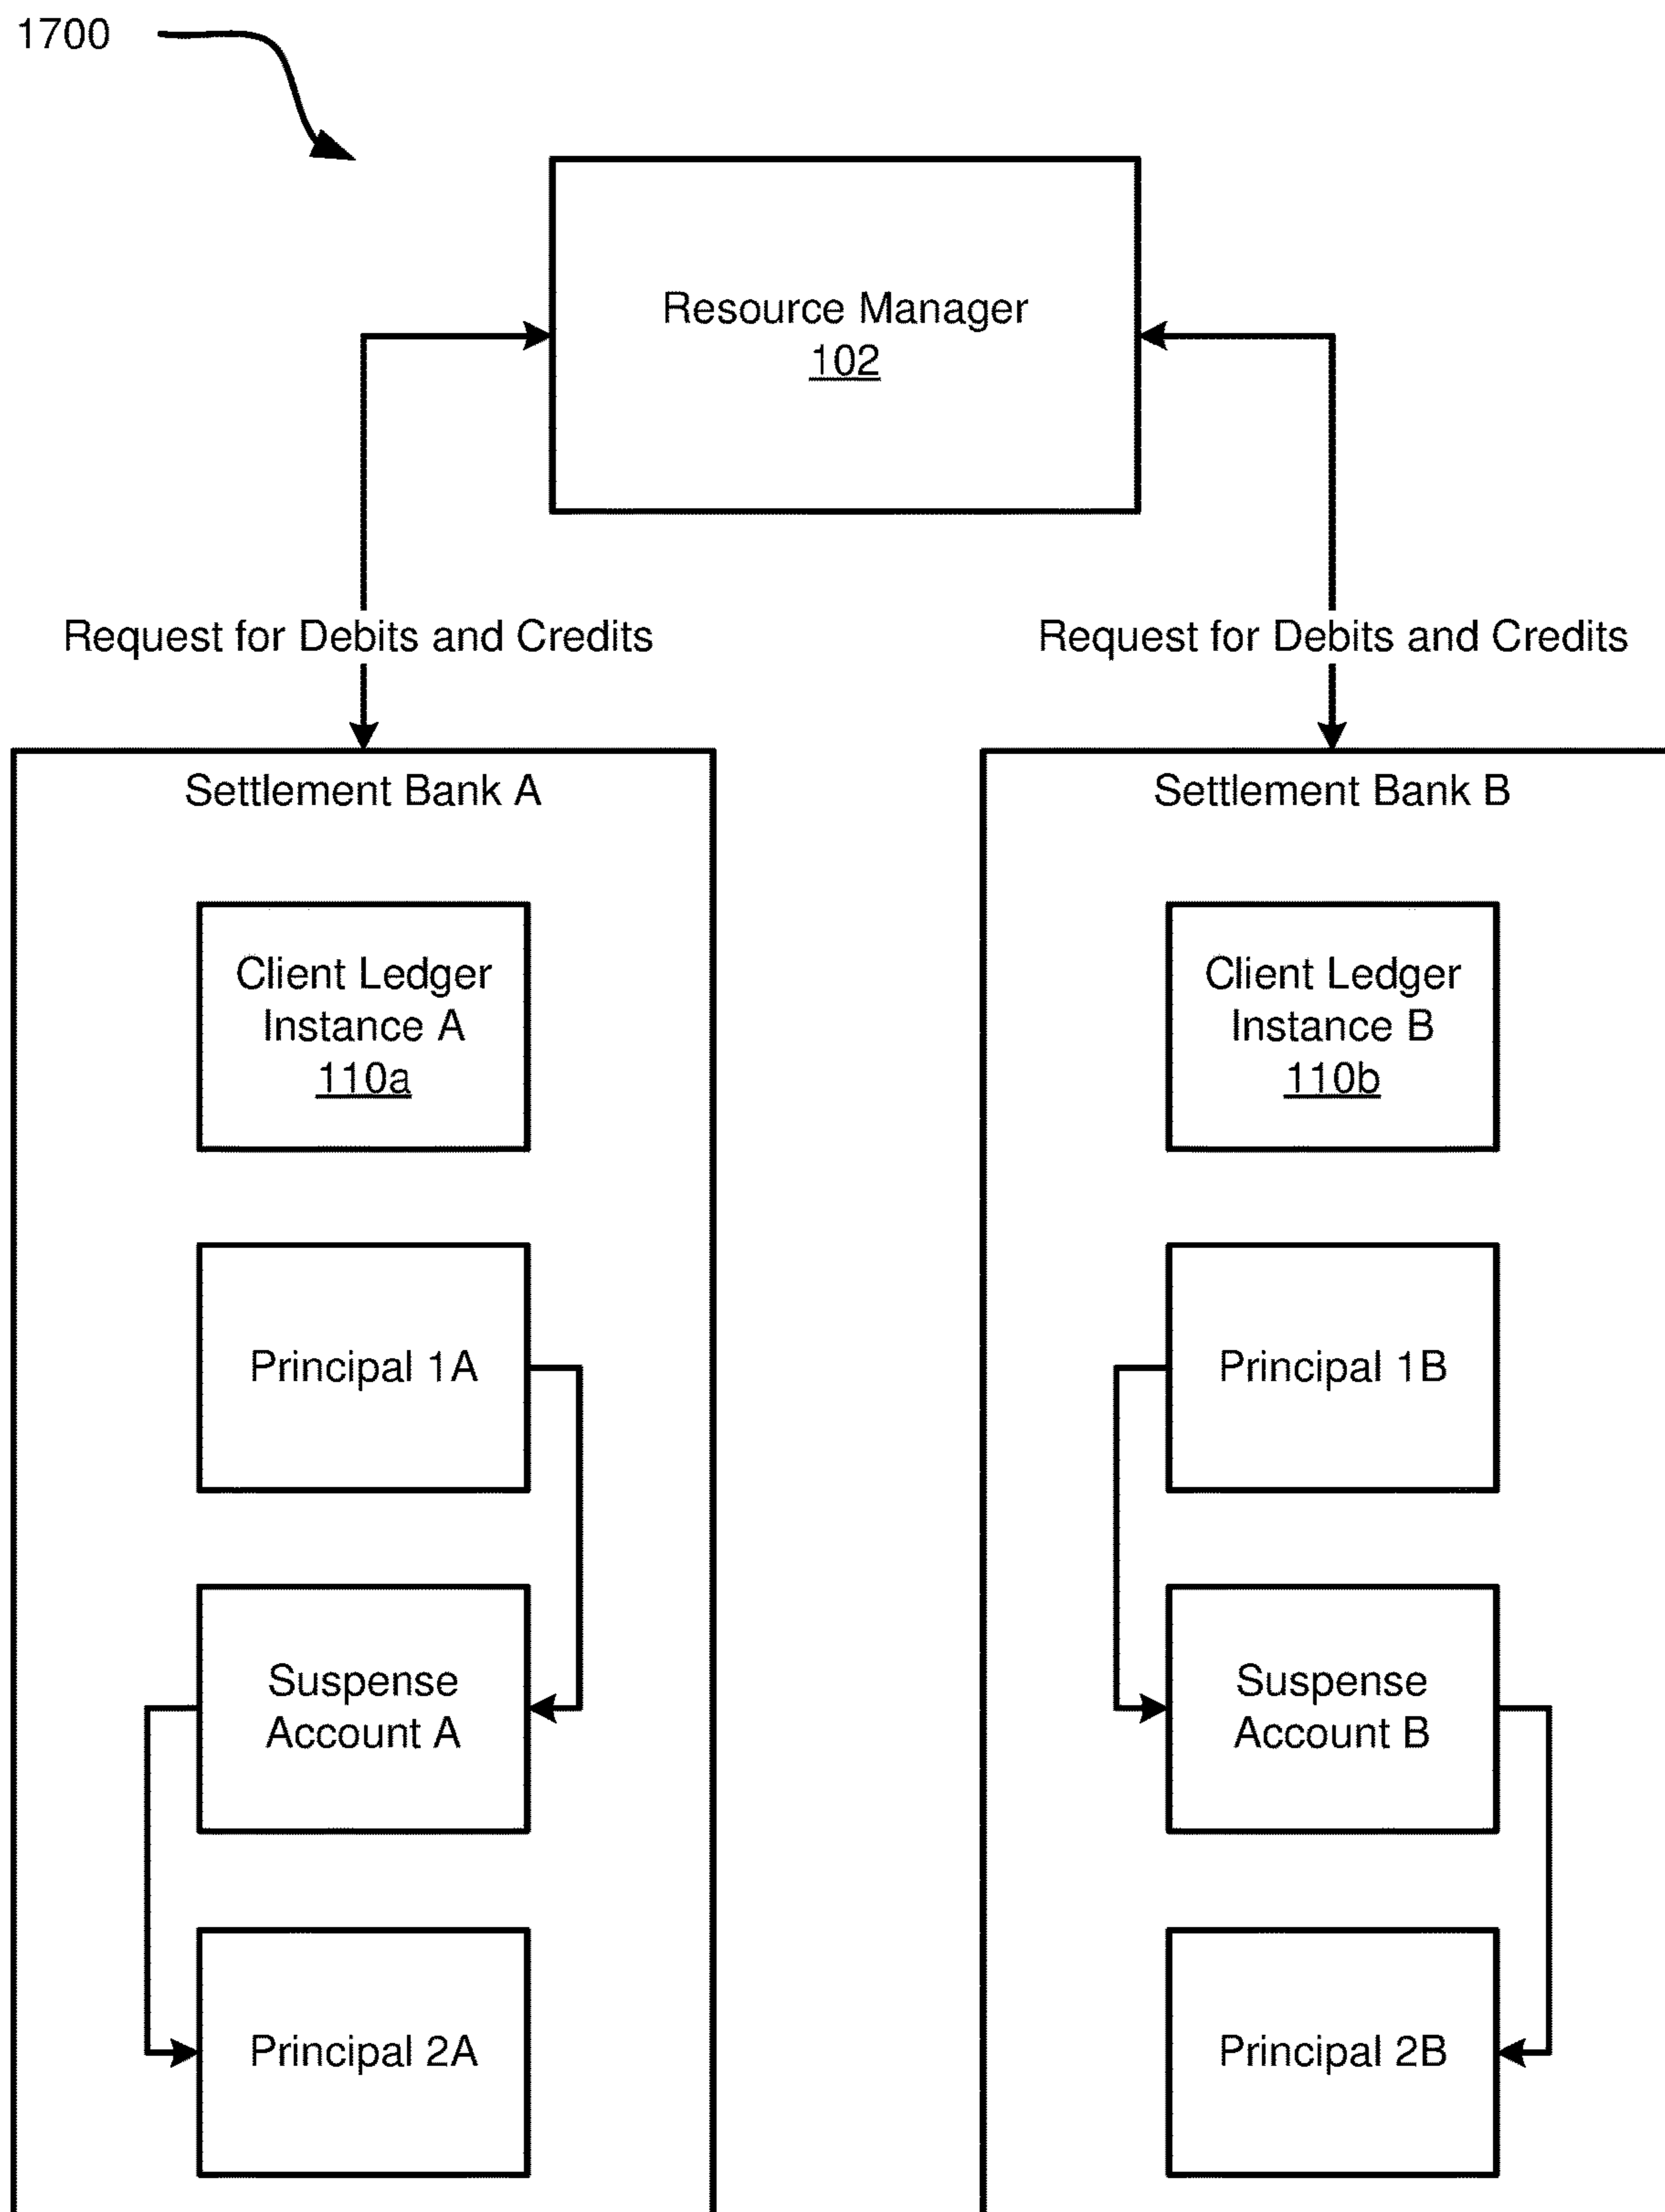 1700
Resource Manager
102
Request for Debits and Credits
Request for Debits and Credits
Settlement Bank A
Client Ledger
Instance A
110a
Principal 1A
Suspense
Account A
Principal 2A
Settlement Bank B
Client Ledger
Instance B
110b
Principal 1B
Suspense
Account B
Principal 2B